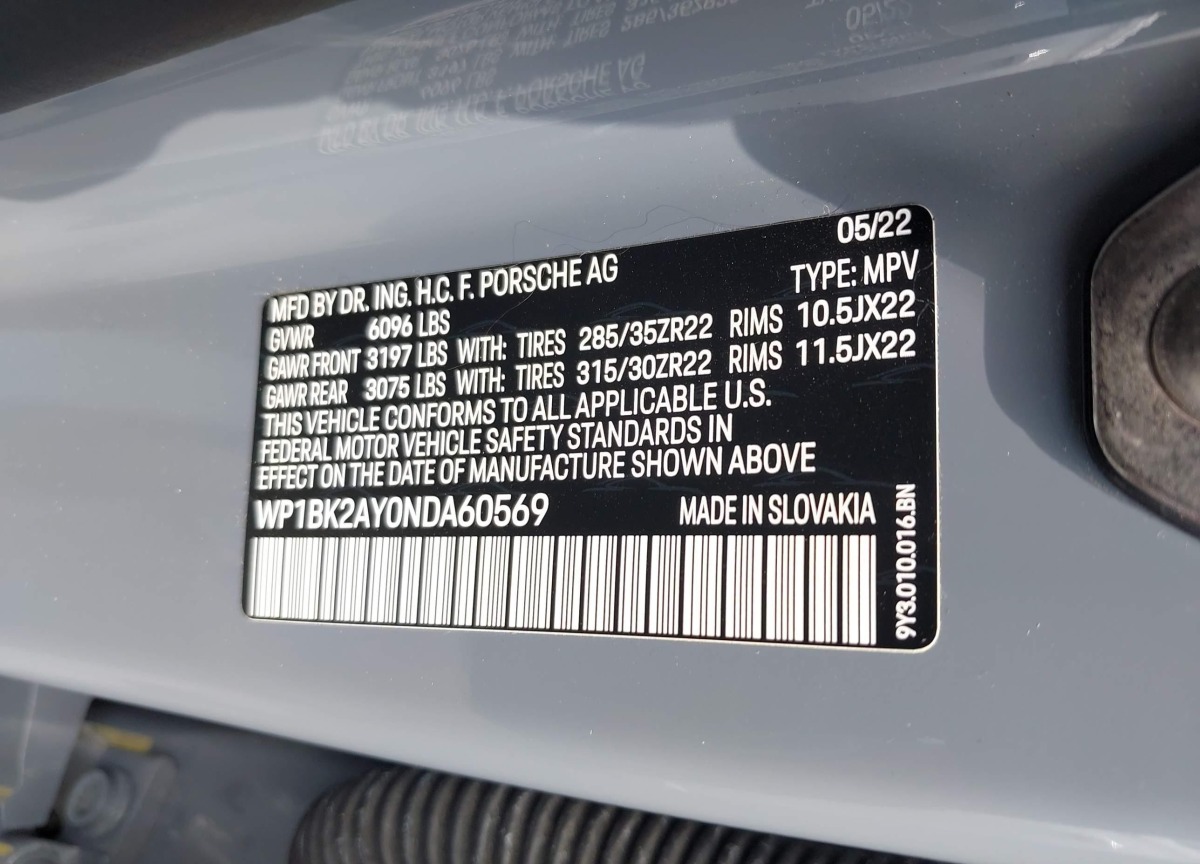 05/22
MFD BY DR. ING. H.C. F. PORSCHE AG TYPE: MPV
GVWR 6096 LBS
GAWR FRONT 3197 LBS WITH: TIRES 285/35ZR22 RIMS 10.5JX22
GAWR REAR 3075 LBS WITH: TIRES 315/30ZR22 RIMS 11.5JX22
THIS VEHICLE CONFORMS TO ALL APPLICABLE U.S.
FEDERAL MOTOR VEHICLE SAFETY STANDARDS IN
EFFECT ON THE DATE OF MANUFACTURE SHOWN ABOVE
WP1BK2AY0NDA60569 MADE IN SLOVAKIA
9Y3.010.016.BN